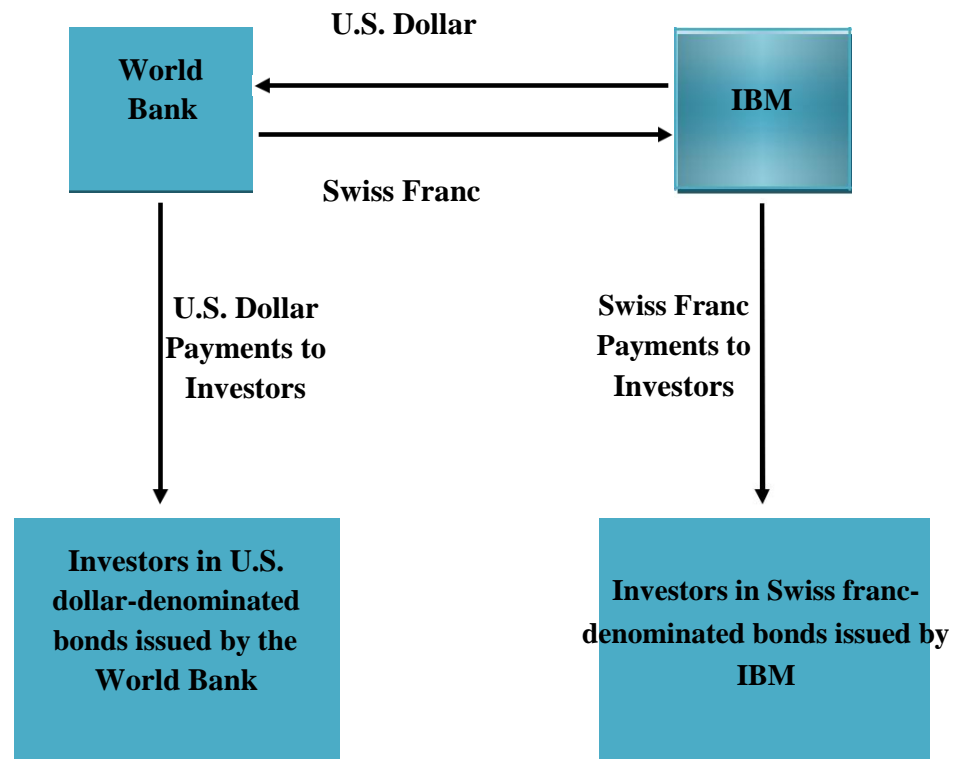 U.S. Dollar
World
Bank
IBM
Swiss Franc
U.S. Dollar
Payments to
Investors
Swiss Franc
Payments to
Investors
Investors in U.S.
dollar-denominated
bonds issued by the
World Bank
Investors in Swiss franc-
denominated bonds issued by
IBM